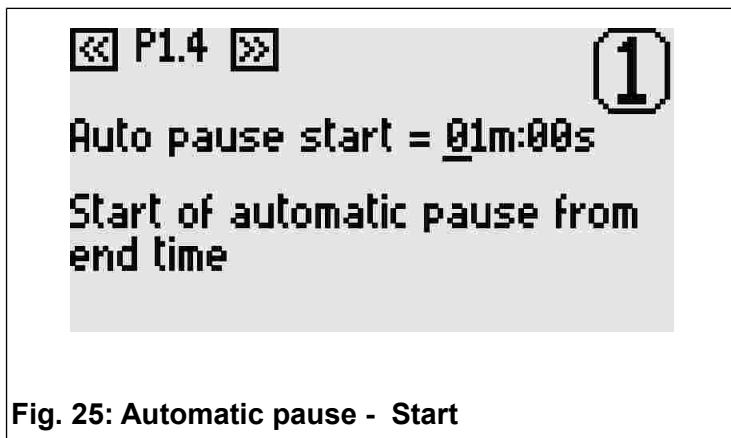 ≪ P1.4 ≫ 1
Auto pause start = 01m:00s
Start of automatic pause from
end time
Fig. 25: Automatic pause - Start